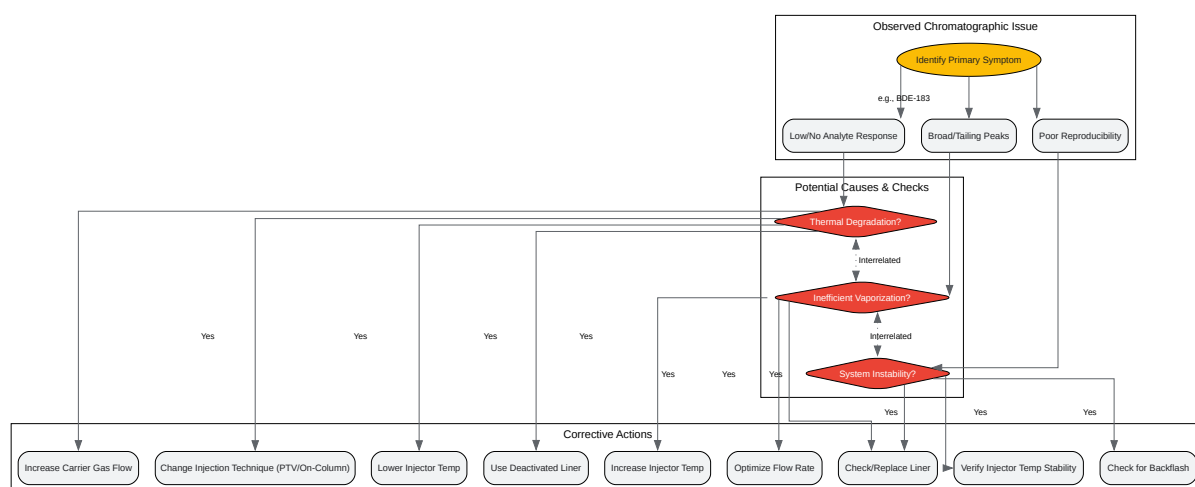 Observed Chromatographic Issue
Identify Primary Symptom
e.g., BDE-183
Low/No Analyte Response
Broad/Tailing Peaks
Poor Reproducibility
Potential Causes & Checks
Thermal Degradation?
Interrelated
Inefficient Vaporization?
Interrelated
Yes
Yes
Yes
Yes
System Instability?
Yes
Yes
Yes
Yes
Yes
Yes
Corrective Actions
Increase Carrier Gas Flow
Change Injection Technique (PTV/On-Column)
Lower Injector Temp
Use Deactivated Liner
Increase Injector Temp
Optimize Flow Rate
Check/Replace Liner
Verify Injector Temp Stability
Check for Backflash